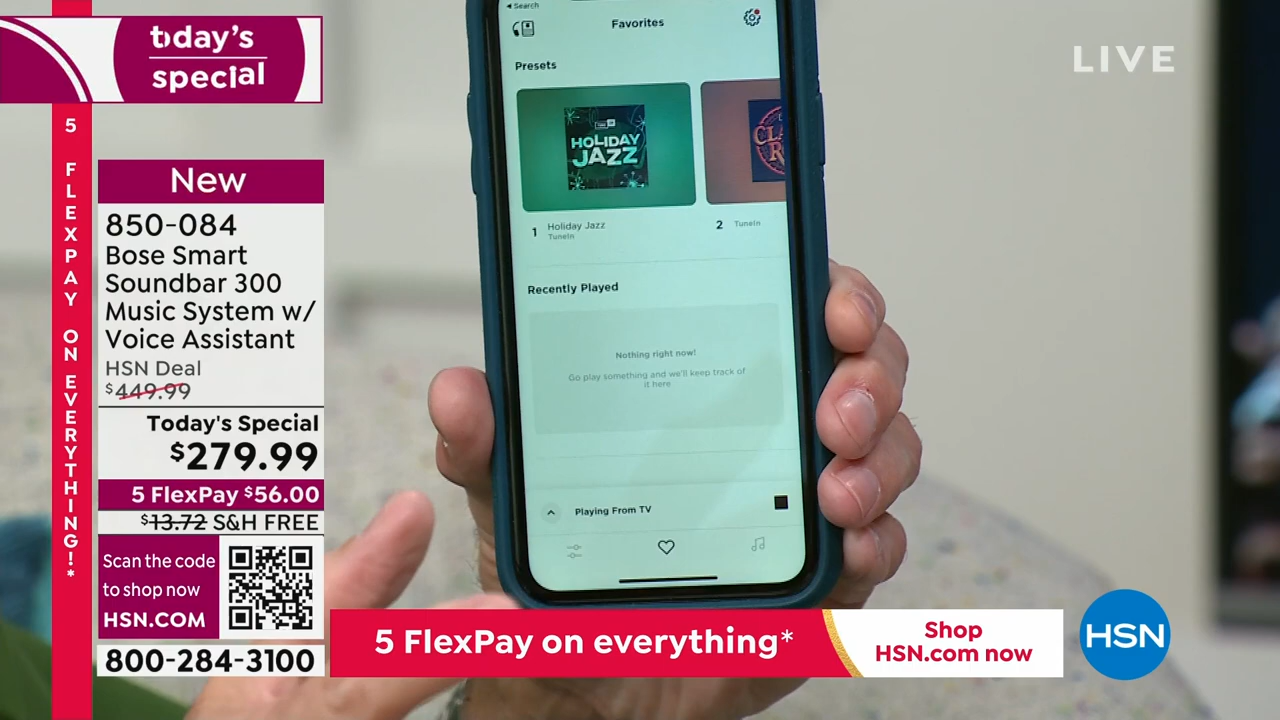 today's
special
5 FLEXPAY ON EVERYTHING!*
New
850-084
Bose Smart
Soundbar 300
Music System w/
Voice Assistant
HSN Deal
$449.99
Today's Special
$279.99
5 FlexPay $56.00
$13.72 S&H FREE
Scan the code
to shop now
HSN.COM
800-284-3100
Search
Favorites
Presets
HOLIDAY
JAZZ
1 Holiday Jazz
TuneIn
2 TuneIn
Recently Played
Nothing right now!
Go play something and we'll keep track of
it here
Playing From TV
LIVE
5 FlexPay on everything*
Shop
HSN.com now
HSN